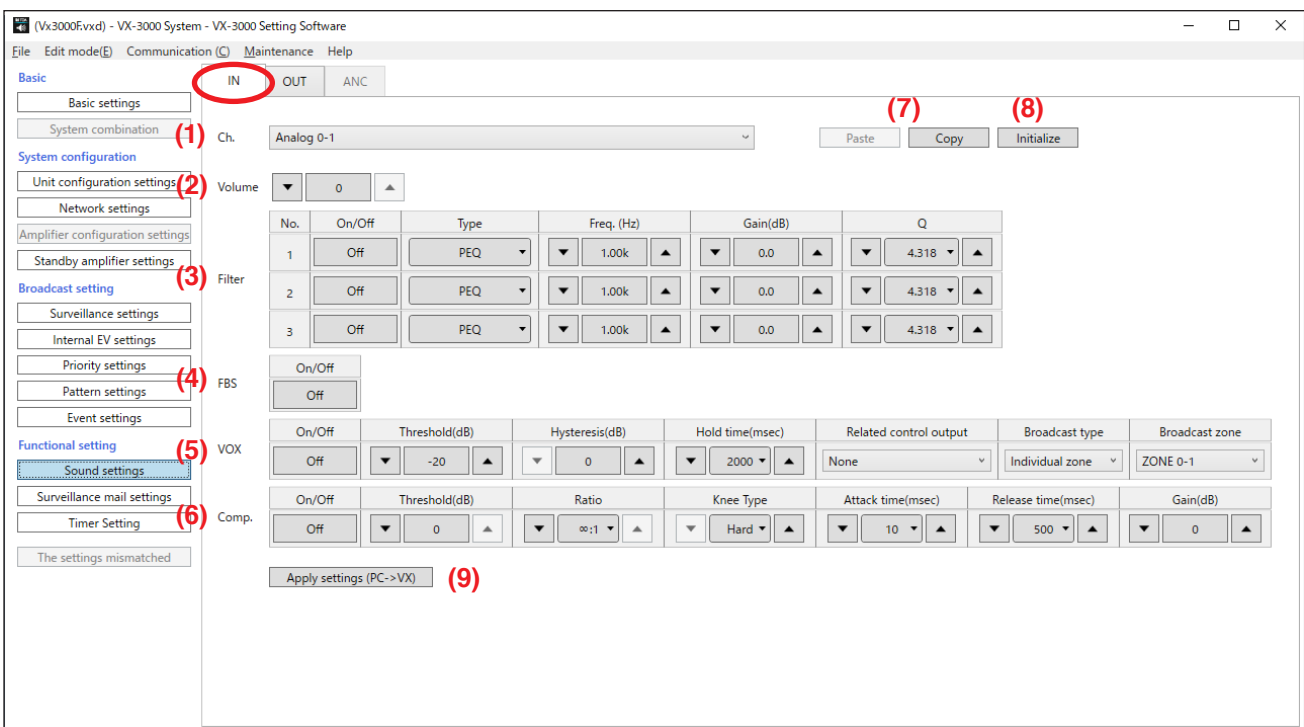 (Vx3000F.vxd) - VX-3000 System - VX-3000 Setting Software
File Edit mode(E) Communication (C) Maintenance Help
Basic
Basic settings
System combination
System configuration
Unit configuration settings
Network settings
Amplifier configuration settings
Standby amplifier settings
Broadcast setting
Surveillance settings
Internal EV settings
Priority settings
Pattern settings
Event settings
Functional setting
Sound settings
Surveillance mail settings
Timer Setting
The settings mismatched
IN OUT ANC
(7) (8)
(1) Ch. Analog 0-1 Paste Copy Initialize
(2) Volume 0
No. On/Off Type Freq. (Hz) Gain(dB) Q
1 Off PEQ 1.00k 0.0 4.318
(3) Filter
2 Off PEQ 1.00k 0.0 4.318
3 Off PEQ 1.00k 0.0 4.318
On/Off
(4) FBS
Off
On/Off Threshold(dB) Hysteresis(dB) Hold time(msec) Related control output Broadcast type Broadcast zone
(5) VOX
Off -20 0 2000 None Individual zone ZONE 0-1
On/Off Threshold(dB) Ratio Knee Type Attack time(msec) Release time(msec) Gain(dB)
(6) Comp.
Off 0 ∞:1 Hard 10 500 0
Apply settings (PC->VX) (9)